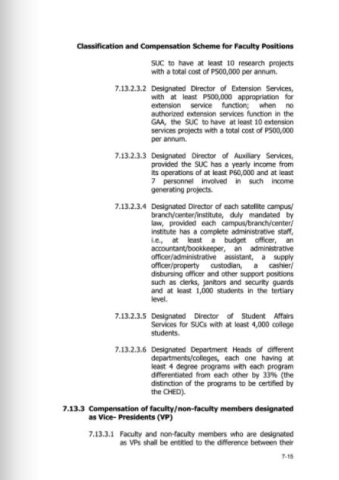 Classification and Compensation Scheme for Faculty Positions
SUC to have at least 10 research projects
with a total cost of P500,000 per annum.
7.13.2.3.2 Designated Director of Extension Services,
with at least P500,000 appropriation for
extension service function; when no
authorized extension services function in the
GAA, the SUC to have at least 10 extension
services projects with a total cost of P500,000
per annum.
7.13.2.3.3 Designated Director of Auxiliary Services,
provided the SUC has a yearly income from
its operations of at least P60,000 and at least
7 personnel involved in such income
generating projects.
7.13.2.3.4 Designated Director of each satellite campus/
branch/center/institute, duly mandated by
law, provided each campus/branch/center/
institute has a complete administrative staff,
i.e., at least a budget officer, an
accountant/bookkeeper, an administrative
officer/administrative assistant, a supply
officer/property custodian, a cashier/
disbursing officer and other support positions
such as clerks, janitors and security guards
and at least 1,000 students in the tertiary
level.
7.13.2.3.5 Designated Director of Student Affairs
Services for SUCs with at least 4,000 college
students.
7.13.2.3.6 Designated Department Heads of different
departments/colleges, each one having at
least 4 degree programs with each program
differentiated from each other by 33% (the
distinction of the programs to be certified by
the CHED).
7.13.3 Compensation of faculty/non-faculty members designated
as Vice- Presidents (VP)
7.13.3.1 Faculty and non-faculty members who are designated
as VPs shall be entitled to the difference between their
7-15